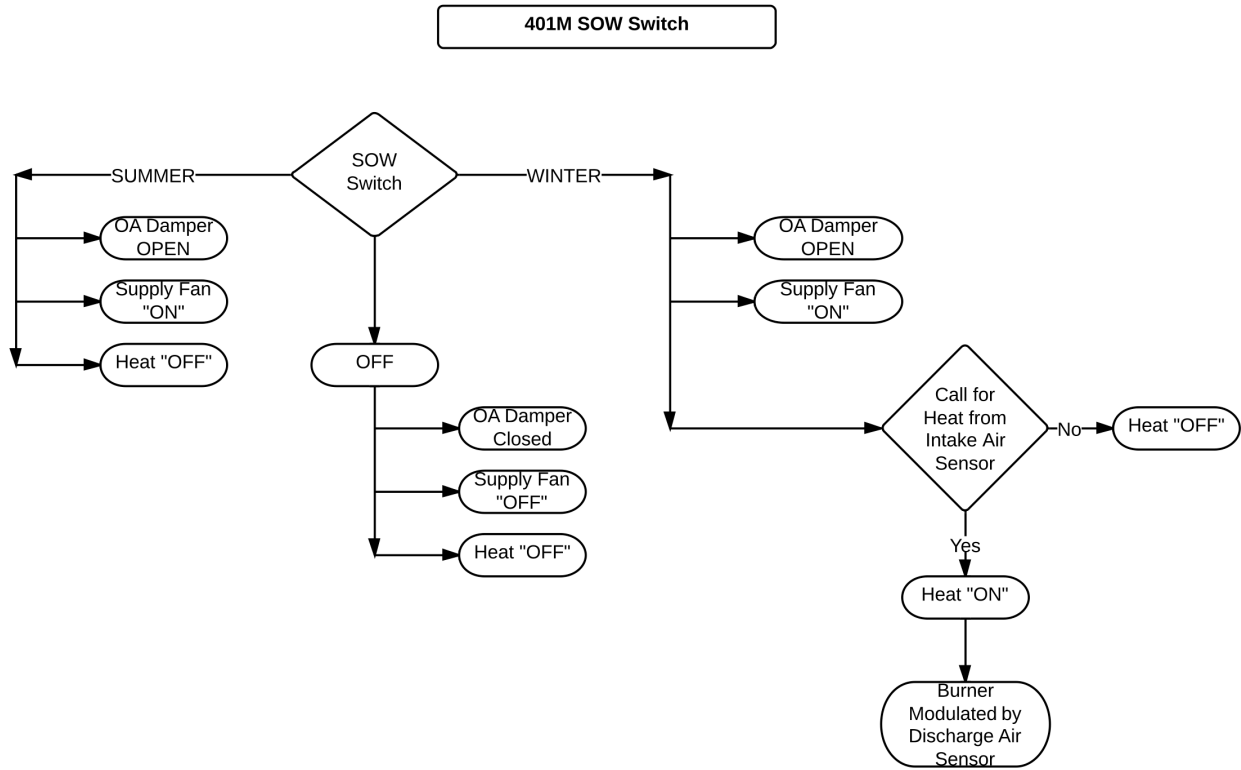 401M SOW Switch
SOW
Switch
SUMMER
WINTER
OA Damper
OPEN
Supply Fan
"ON"
Heat "OFF"
OFF
OA Damper
Closed
Supply Fan
"OFF"
Heat "OFF"
OA Damper
OPEN
Supply Fan
"ON"
Call for
Heat from
Intake Air
Sensor
No
Heat "OFF"
Yes
Heat "ON"
Burner
Modulated by
Discharge Air
Sensor